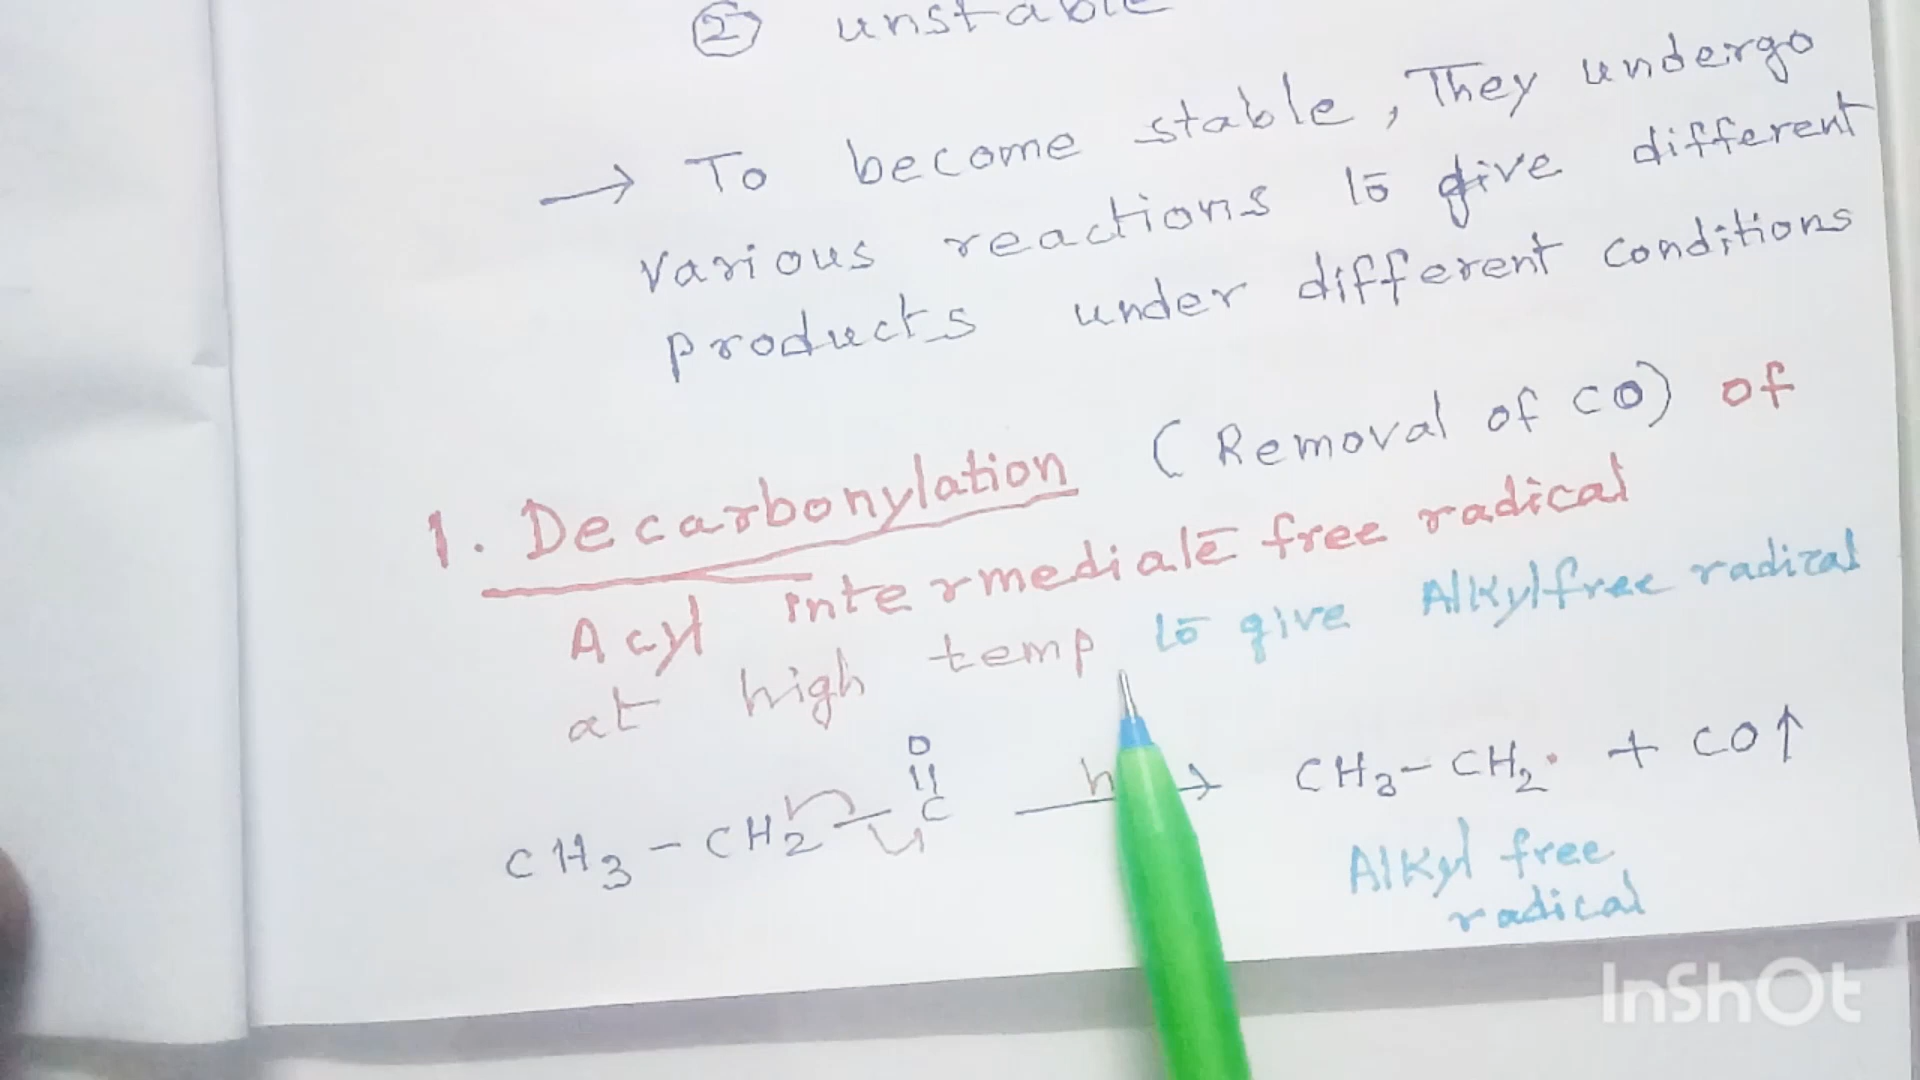 ② unstable
→ To become stable, They undergo
various reactions to give different
products under different conditions
1. Decarbonylation (Removal of CO) of
Acyl intermediate free radical
at high temp to give Alkylfree radical
O
||
CH₃ - CH₂ - C → CH₃ - CH₂· + CO↑
Alkyl free
radical
InShOt